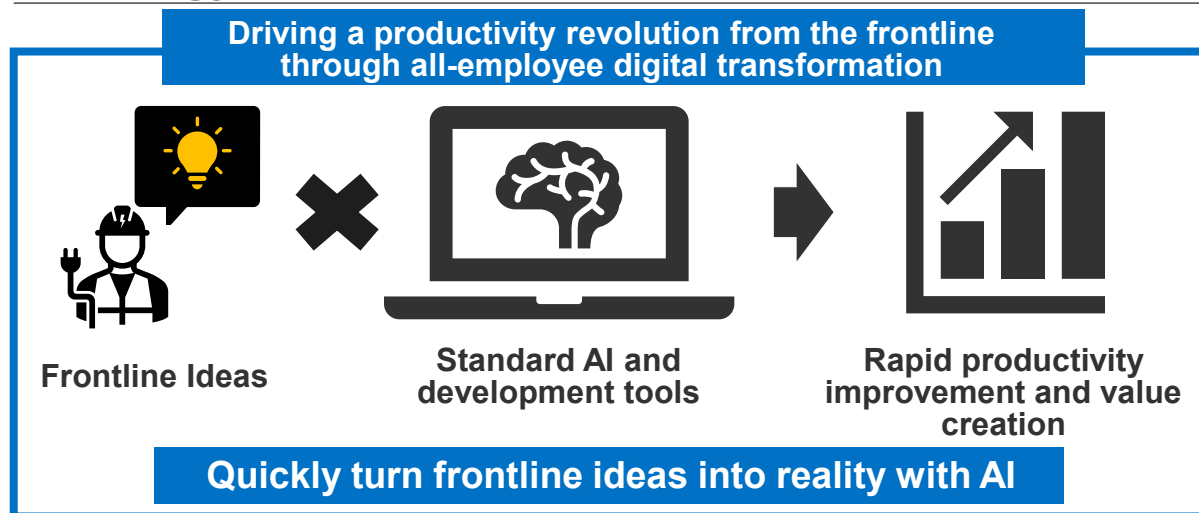 Driving a productivity revolution from the frontline
through all-employee digital transformation
Frontline Ideas
Standard AI and
development tools
Rapid productivity
improvement and value
creation
Quickly turn frontline ideas into reality with AI